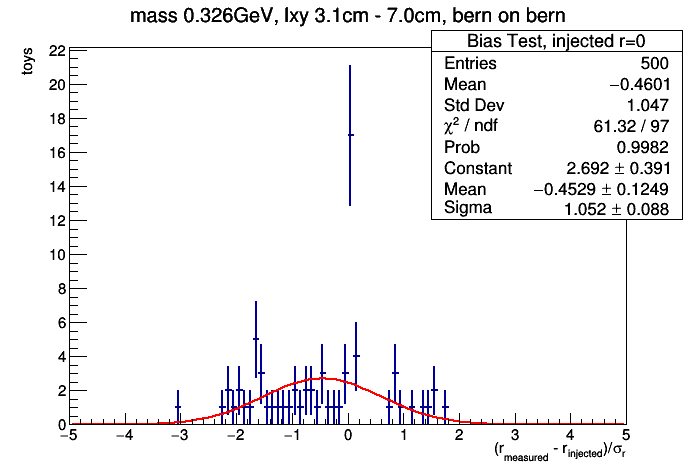 mass 0.326GeV, lxy 3.1cm - 7.0cm, bern on bern
Bias Test, injected r=0
Entries 500
Mean −0.4601
Std Dev 1.047
χ² / ndf 61.32 / 97
Prob 0.9982
Constant 2.692 ± 0.391
Mean −0.4529 ± 0.1249
Sigma 1.052 ± 0.088
toys
22
20
18
16
14
12
10
8
6
4
2
0
−5 −4 −3 −2 −1 0 1 2 3 4 5
(r_measured - r_injected)/σ_r